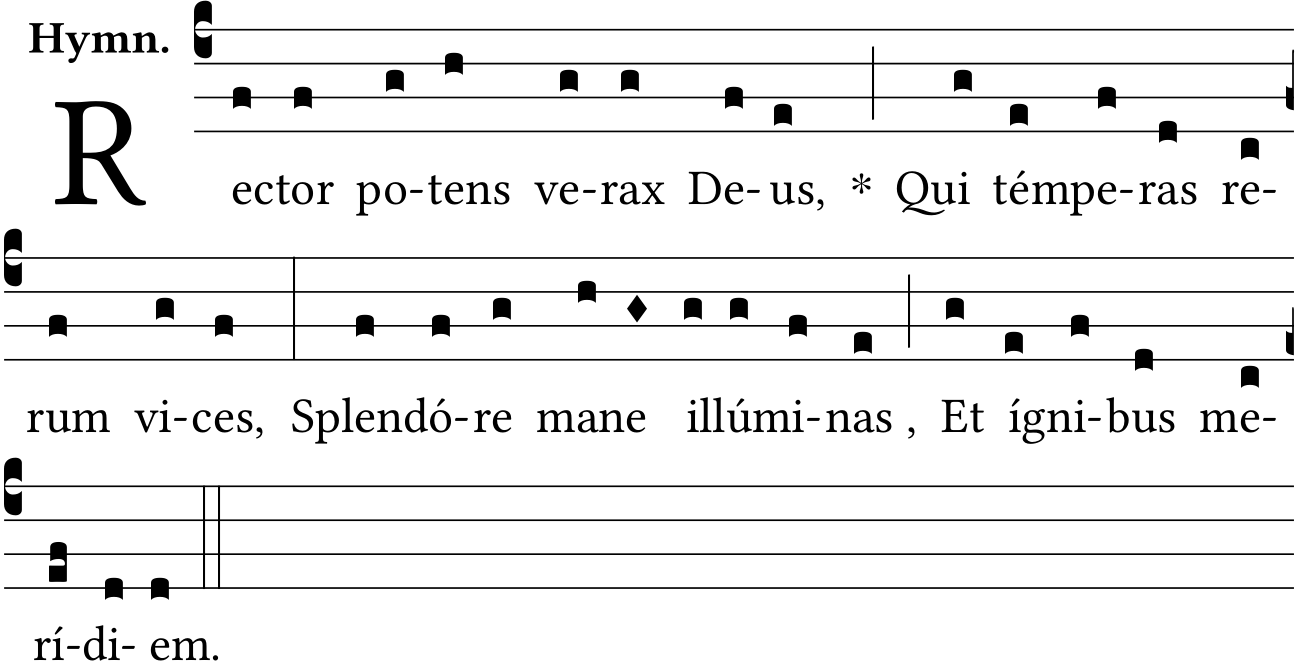 Hymn.
Rector po-tens ve-rax De-us, * Qui témpe-ras re-
rum vi-ces, Splendó-re mane illúmi-nas , Et ígni-bus me-
rí-di- em.